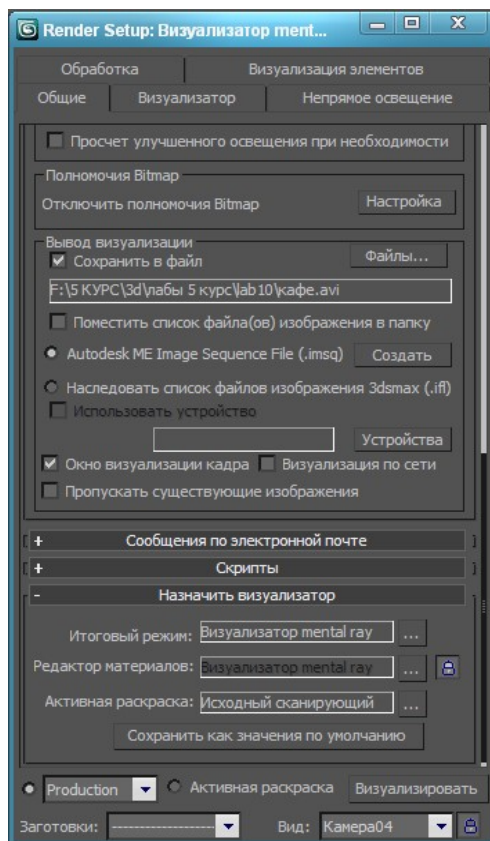 Render Setup: Визуализатор ment...
Обработка Визуализация элементов
Общие Визуализатор Непрямое освещение
Просчет улучшенного освещения при необходимости
Полномочия Bitmap
Отключить полномочия Bitmap Настройка
Вывод визуализации
Сохранить в файл Файлы...
F:\5 КУРС\3d\лабы 5 курс\lab10\кафе.avi
Поместить список файла(ов) изображения в папку
Autodesk ME Image Sequence File (.imsq) Создать
Наследовать список файлов изображения 3dsmax (.ifl)
Использовать устройство
Устройства
Окно визуализации кадра Визуализация по сети
Пропускать существующие изображения
+ Сообщения по электронной почте
+ Скрипты
- Назначить визуализатор
Итоговый режим: Визуализатор mental ray ...
Редактор материалов: Визуализатор mental ray ...
Активная раскраска: Исходный сканирующий ...
Сохранить как значения по умолчанию
Production Активная раскраска Визуализировать
Заготовки: -------------------- Вид: Камера04